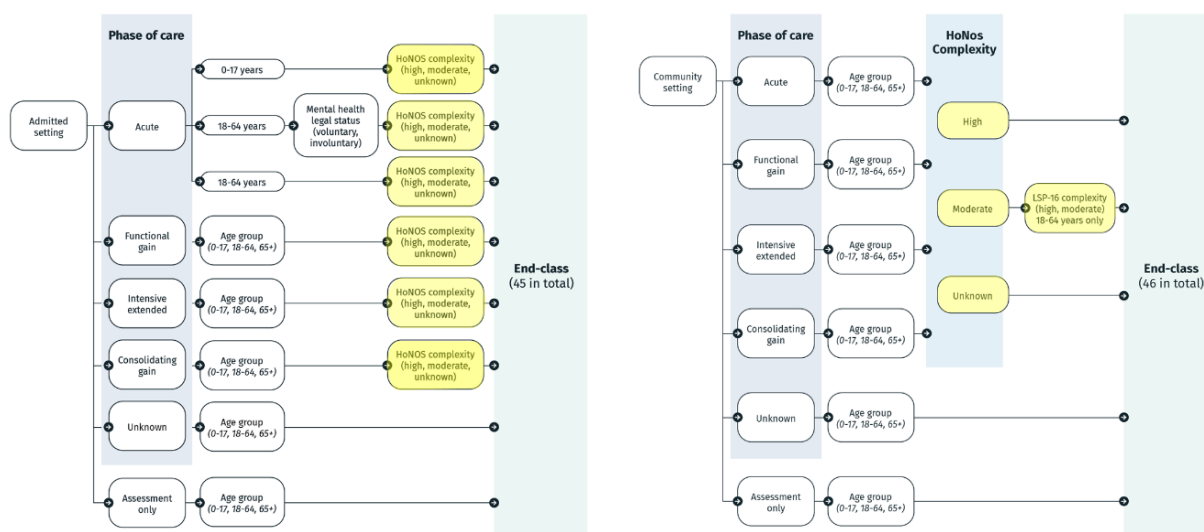 Phase of care
Admitted
setting
Acute
0-17 years
HoNOS complexity
(high, moderate,
unknown)
18-64 years
Mental health
legal status
(voluntary,
involuntary)
HoNOS complexity
(high, moderate,
unknown)
18-64 years
HoNOS complexity
(high, moderate,
unknown)
Functional
gain
Age group
(0-17, 18-64, 65+)
HoNOS complexity
(high, moderate,
unknown)
Intensive
extended
Age group
(0-17, 18-64, 65+)
HoNOS complexity
(high, moderate,
unknown)
Consolidating
gain
Age group
(0-17, 18-64, 65+)
HoNOS complexity
(high, moderate,
unknown)
Unknown
Age group
(0-17, 18-64, 65+)
Assessment
only
Age group
(0-17, 18-64, 65+)
End-class
(45 in total)
Phase of care
HoNos
Complexity
Community
setting
Acute
Age group
(0-17, 18-64, 65+)
Functional
gain
Age group
(0-17, 18-64, 65+)
Intensive
extended
Age group
(0-17, 18-64, 65+)
Consolidating
gain
Age group
(0-17, 18-64, 65+)
Unknown
Age group
(0-17, 18-64, 65+)
Assessment
only
Age group
(0-17, 18-64, 65+)
High
Moderate
LSP-16 complexity
(high, moderate)
18-64 years only
Unknown
End-class
(46 in total)